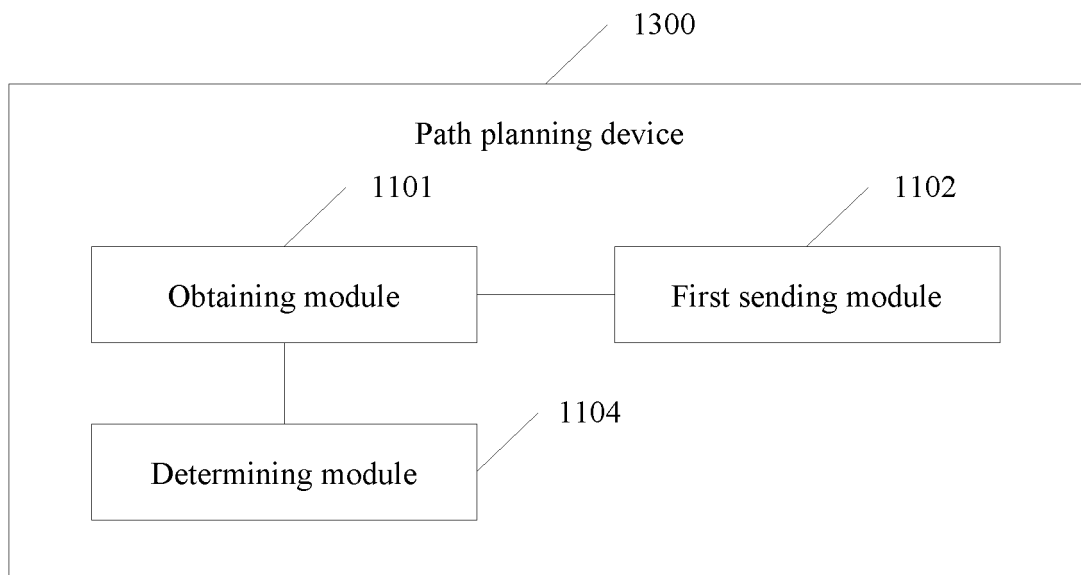 1300
Path planning device
1101
1102
Obtaining module
First sending module
1104
Determining module